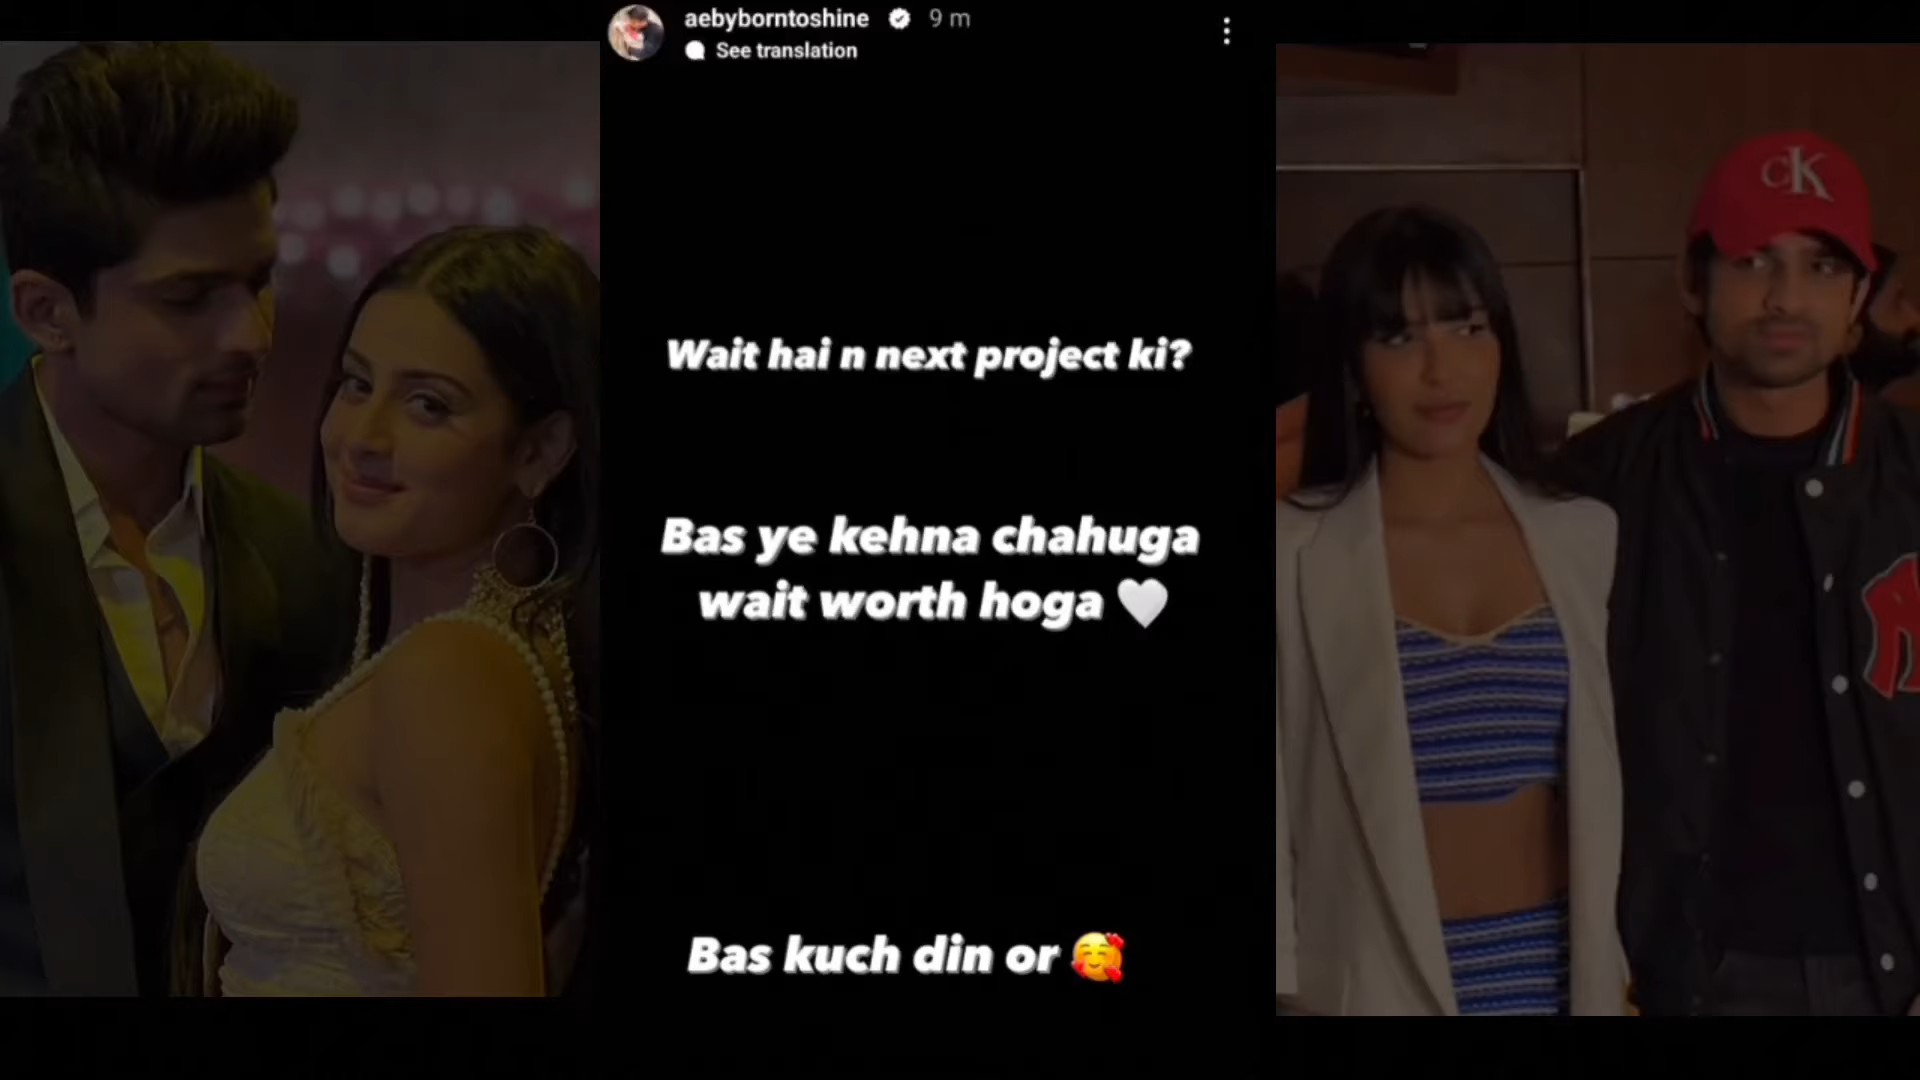 aebyborntoshine 9 m
See translation
CK
Wait hai n next project ki?
Bas ye kehna chahuga
wait worth hoga 🤍
Bas kuch din or 🥰